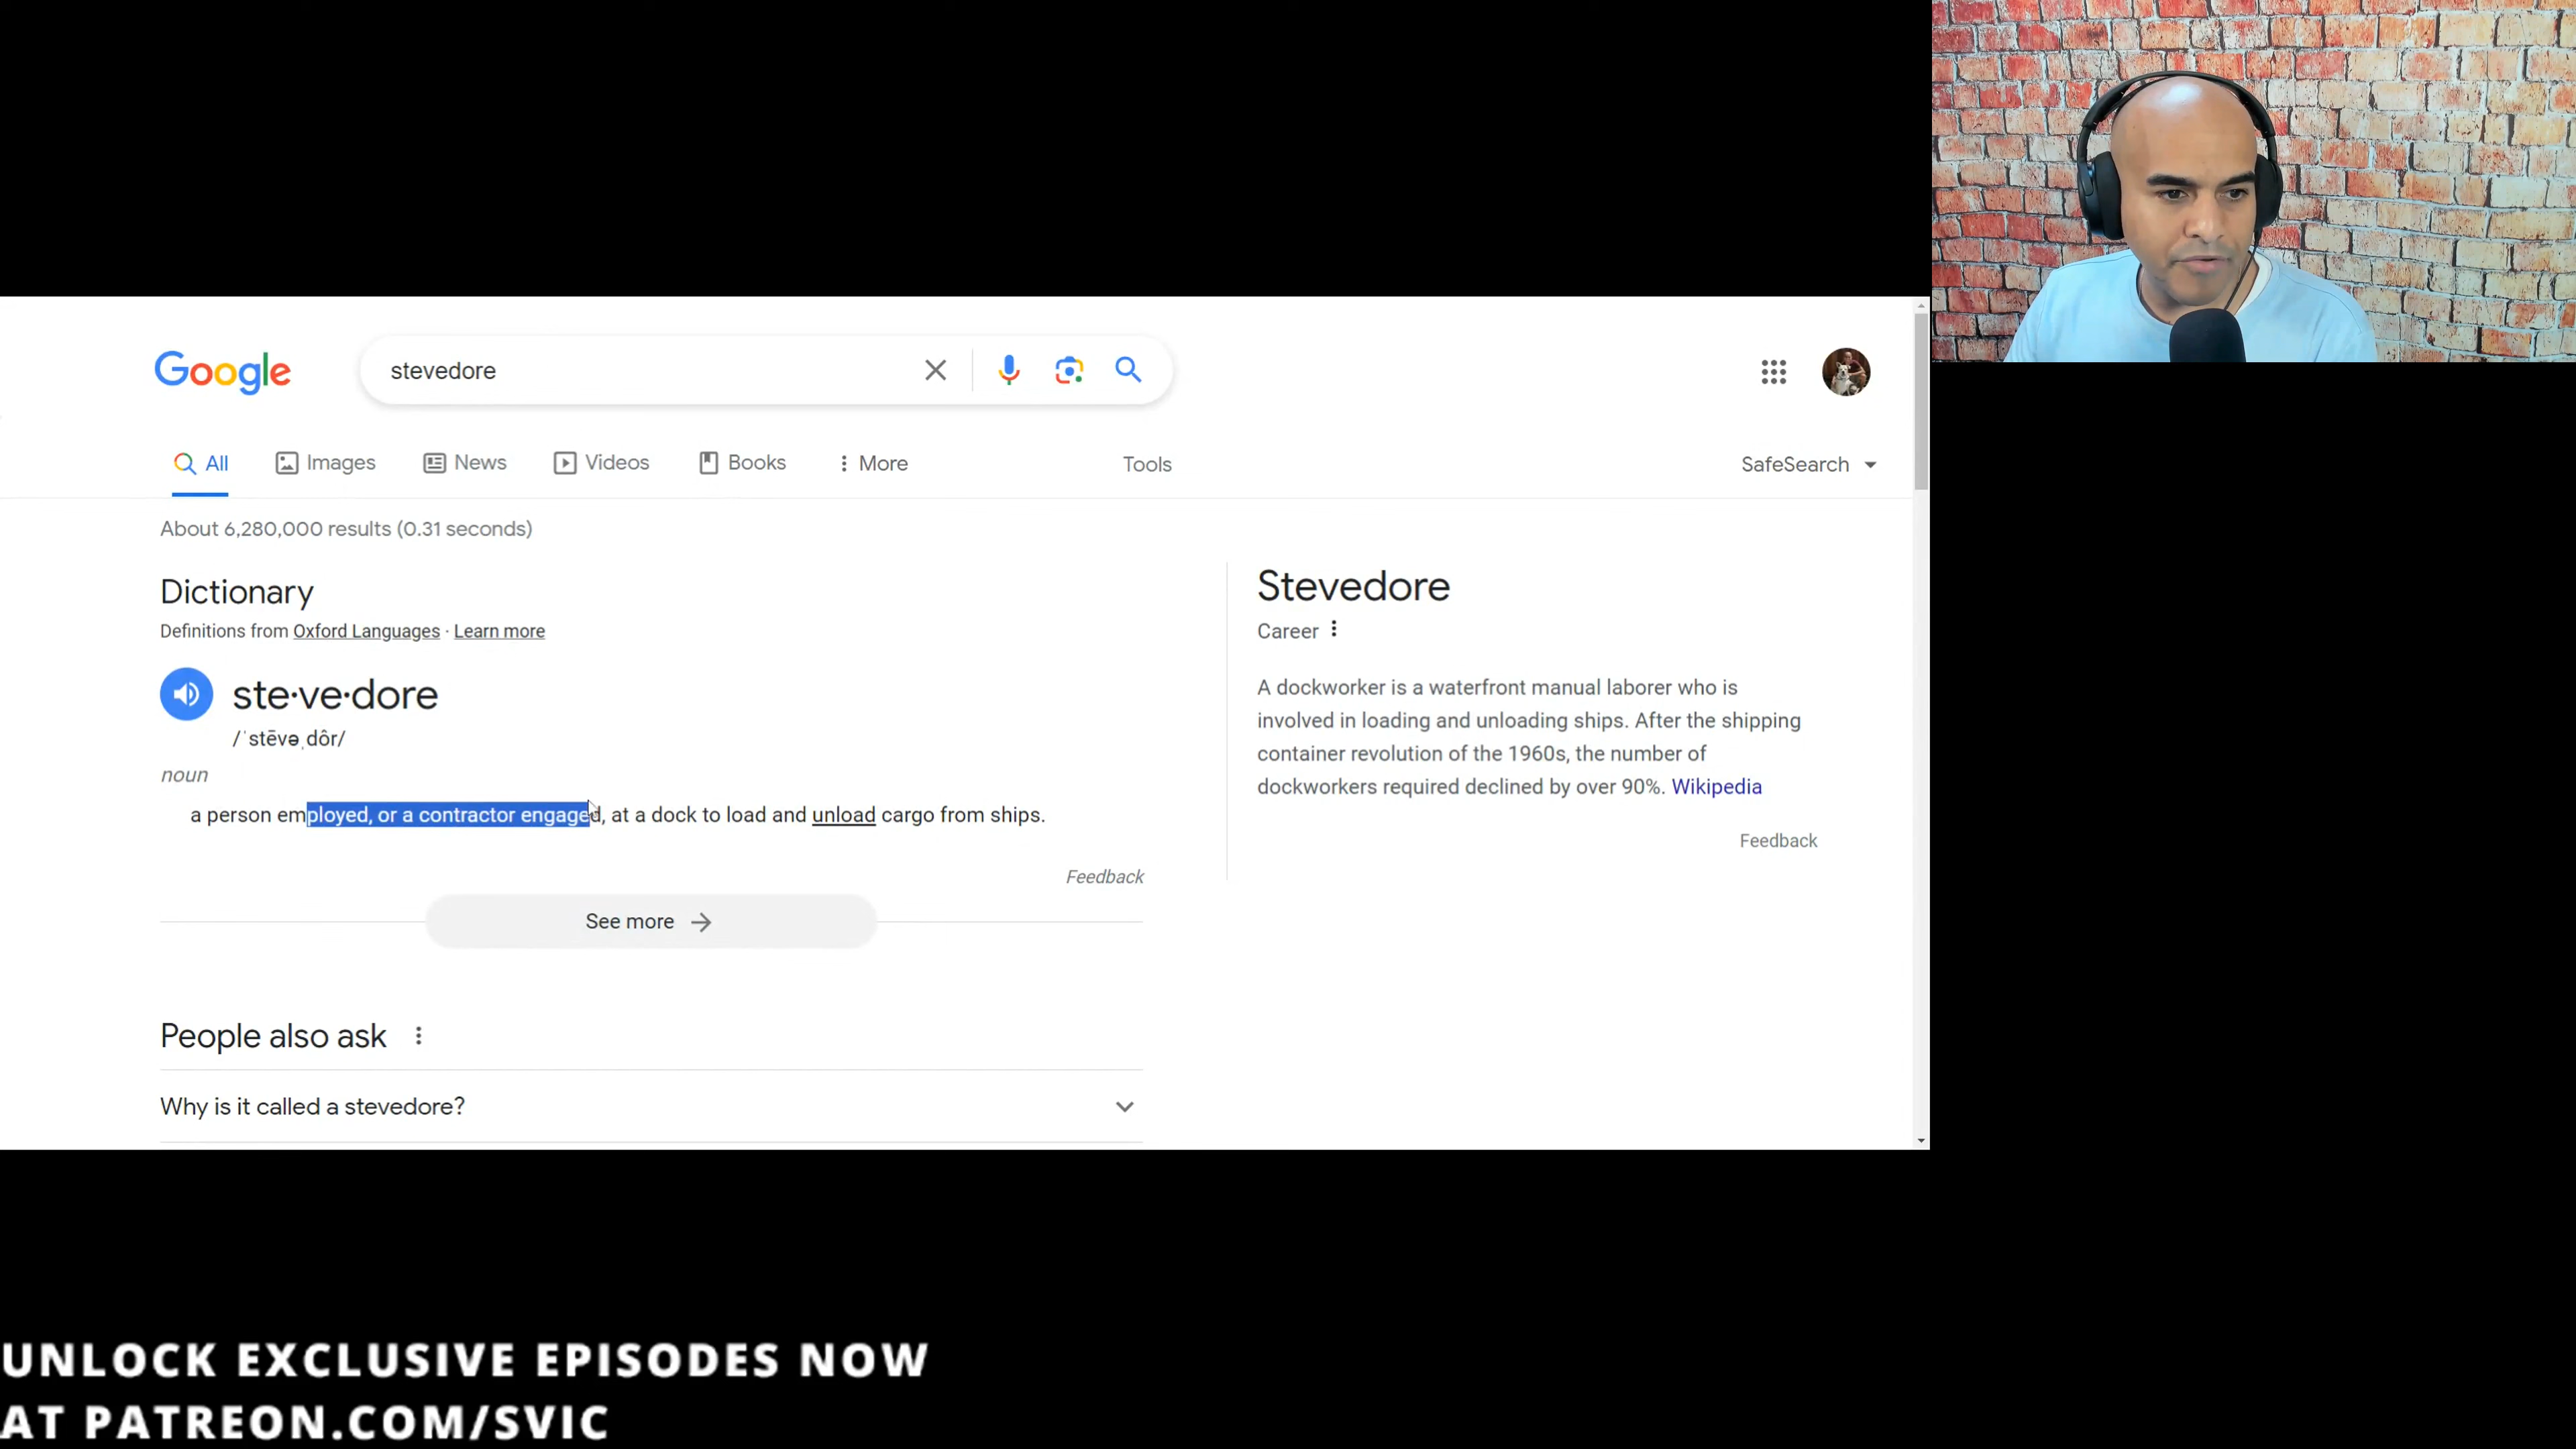 Google
stevedore
All Images News Videos Books More Tools SafeSearch
About 6,280,000 results (0.31 seconds)
Dictionary
Definitions from Oxford Languages · Learn more
ste·ve·dore
/ˈstēvəˌdôr/
noun
a person employed, or a contractor engaged, at a dock to load and unload cargo from ships.
Feedback
See more
People also ask
Why is it called a stevedore?
Stevedore
Career
A dockworker is a waterfront manual laborer who is
involved in loading and unloading ships. After the shipping
container revolution of the 1960s, the number of
dockworkers required declined by over 90%. Wikipedia
Feedback
UNLOCK EXCLUSIVE EPISODES NOW
AT PATREON.COM/SVIC